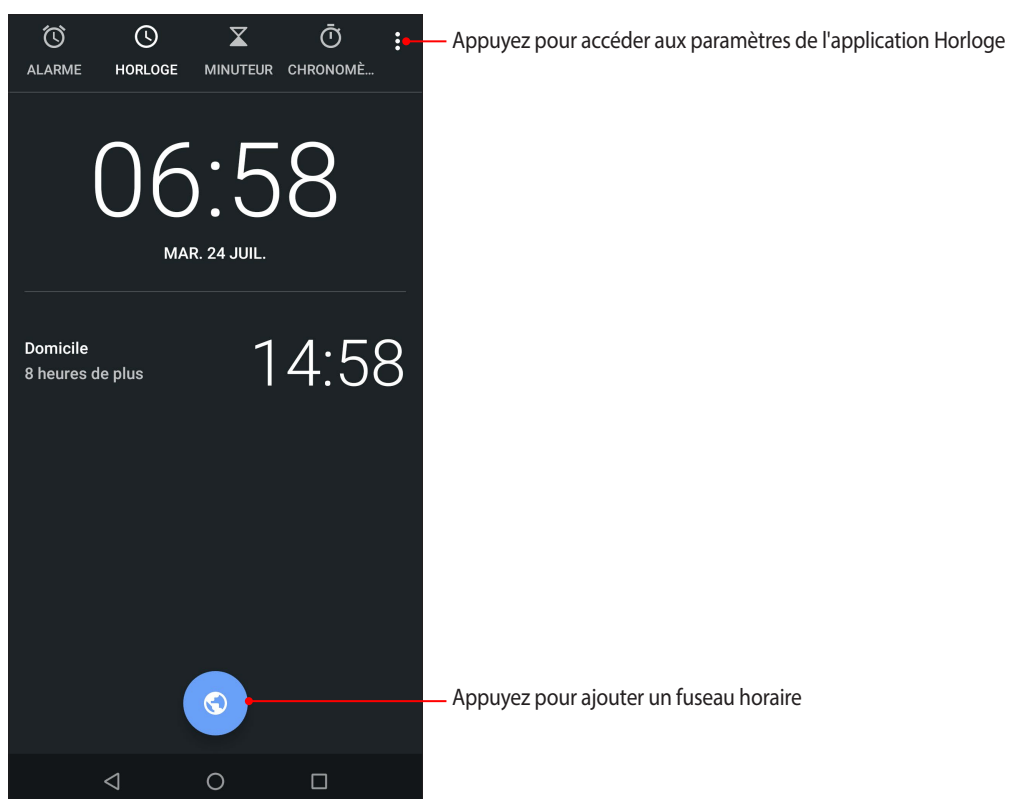 Appuyez pour accéder aux paramètres de l'application Horloge
ALARME HORLOGE MINUTEUR CHRONOMÈ...
06:58
MAR. 24 JUIL.
Domicile
8 heures de plus
14:58
Appuyez pour ajouter un fuseau horaire